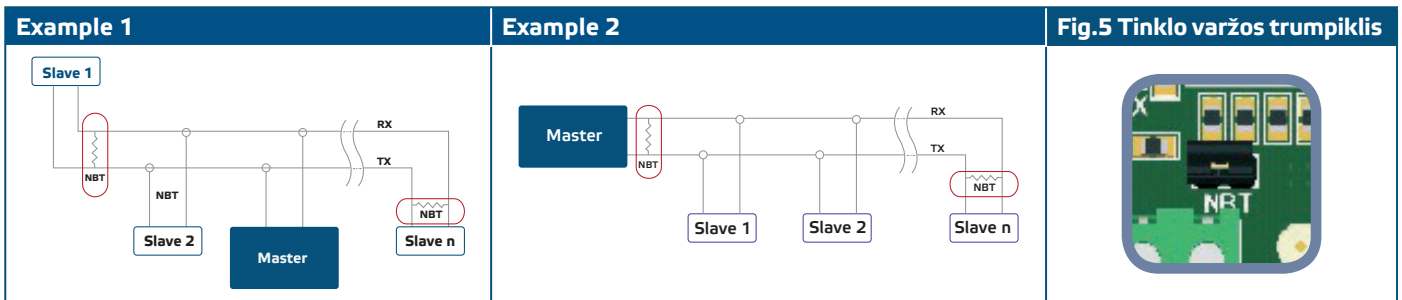 Example 1
Slave 1
RX
TX
NBT
NBT
NBT
Slave 2
Master
Slave n
Example 2
Master
RX
TX
NBT
NBT
Slave 1
Slave 2
Slave n
Fig.5 Tinklo varžos trumpiklis
X
NBT